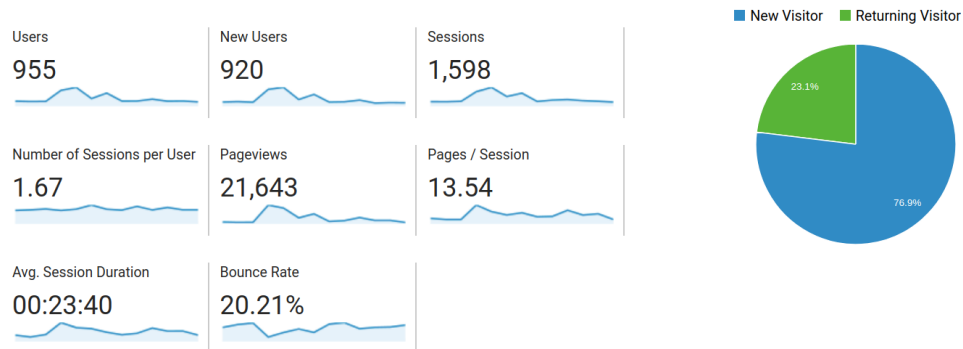 New Visitor
Returning Visitor
Users
New Users
Sessions
955
920
1,598
Number of Sessions per User
Pageviews
Pages / Session
1.67
21,643
13.54
Avg. Session Duration
Bounce Rate
00:23:40
20.21%
23.1%
76.9%